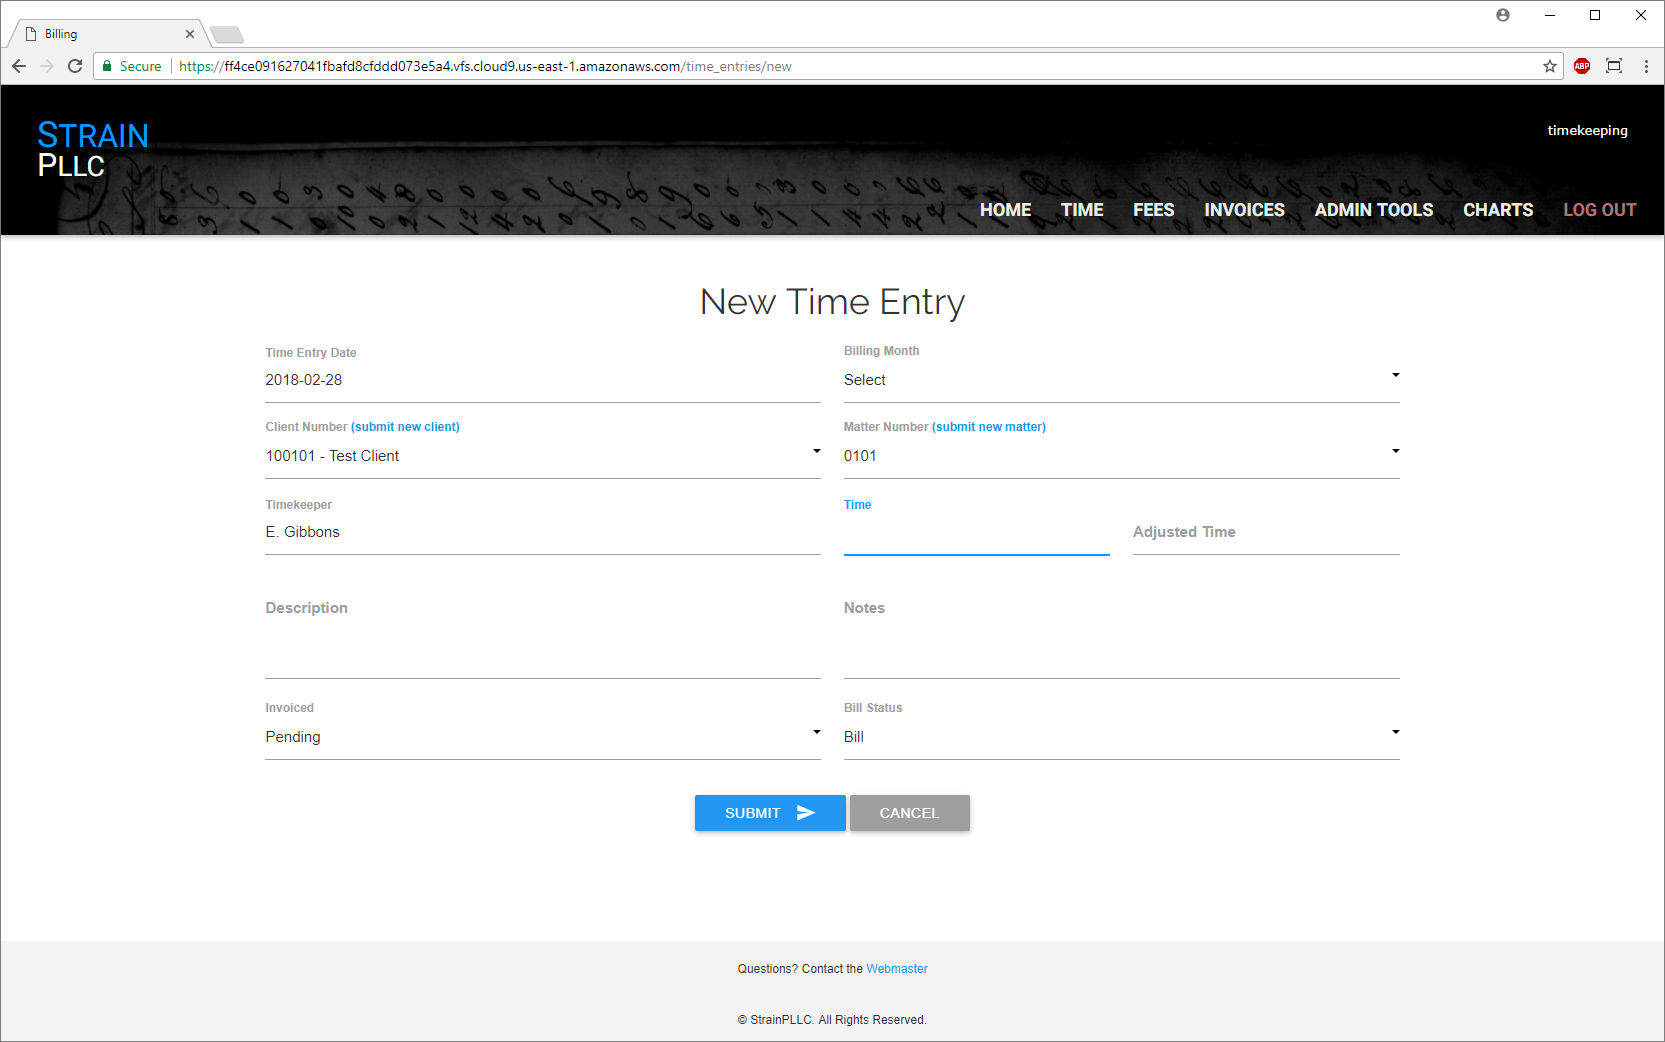 Billing
Secure
https://ff4ce091627041fbafd8cfddd073e5a4.vfs.cloud9.us-east-1.amazonaws.com/time_entries/new
ABP
STRAIN
PLLC
timekeeping
HOME TIME FEES INVOICES ADMIN TOOLS CHARTS LOG OUT
New Time Entry
Time Entry Date
2018-02-28
Billing Month
Select
Client Number (submit new client)
100101 - Test Client
Matter Number (submit new matter)
0101
Timekeeper
E. Gibbons
Time
Adjusted Time
Description
Notes
Invoiced
Pending
Bill Status
Bill
SUBMIT
CANCEL
Questions? Contact the Webmaster
© StrainPLLC. All Rights Reserved.